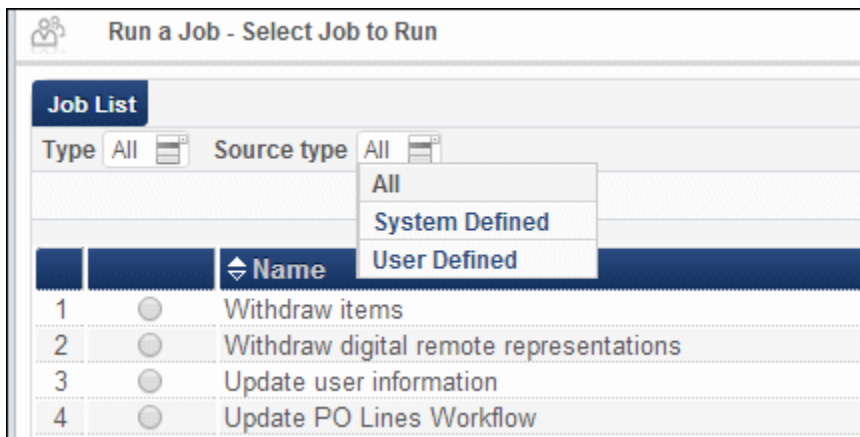 Run a Job - Select Job to Run
Job List
Type All Source type All
All
System Defined
User Defined
Name
1 Withdraw items
2 Withdraw digital remote representations
3 Update user information
4 Update PO Lines Workflow